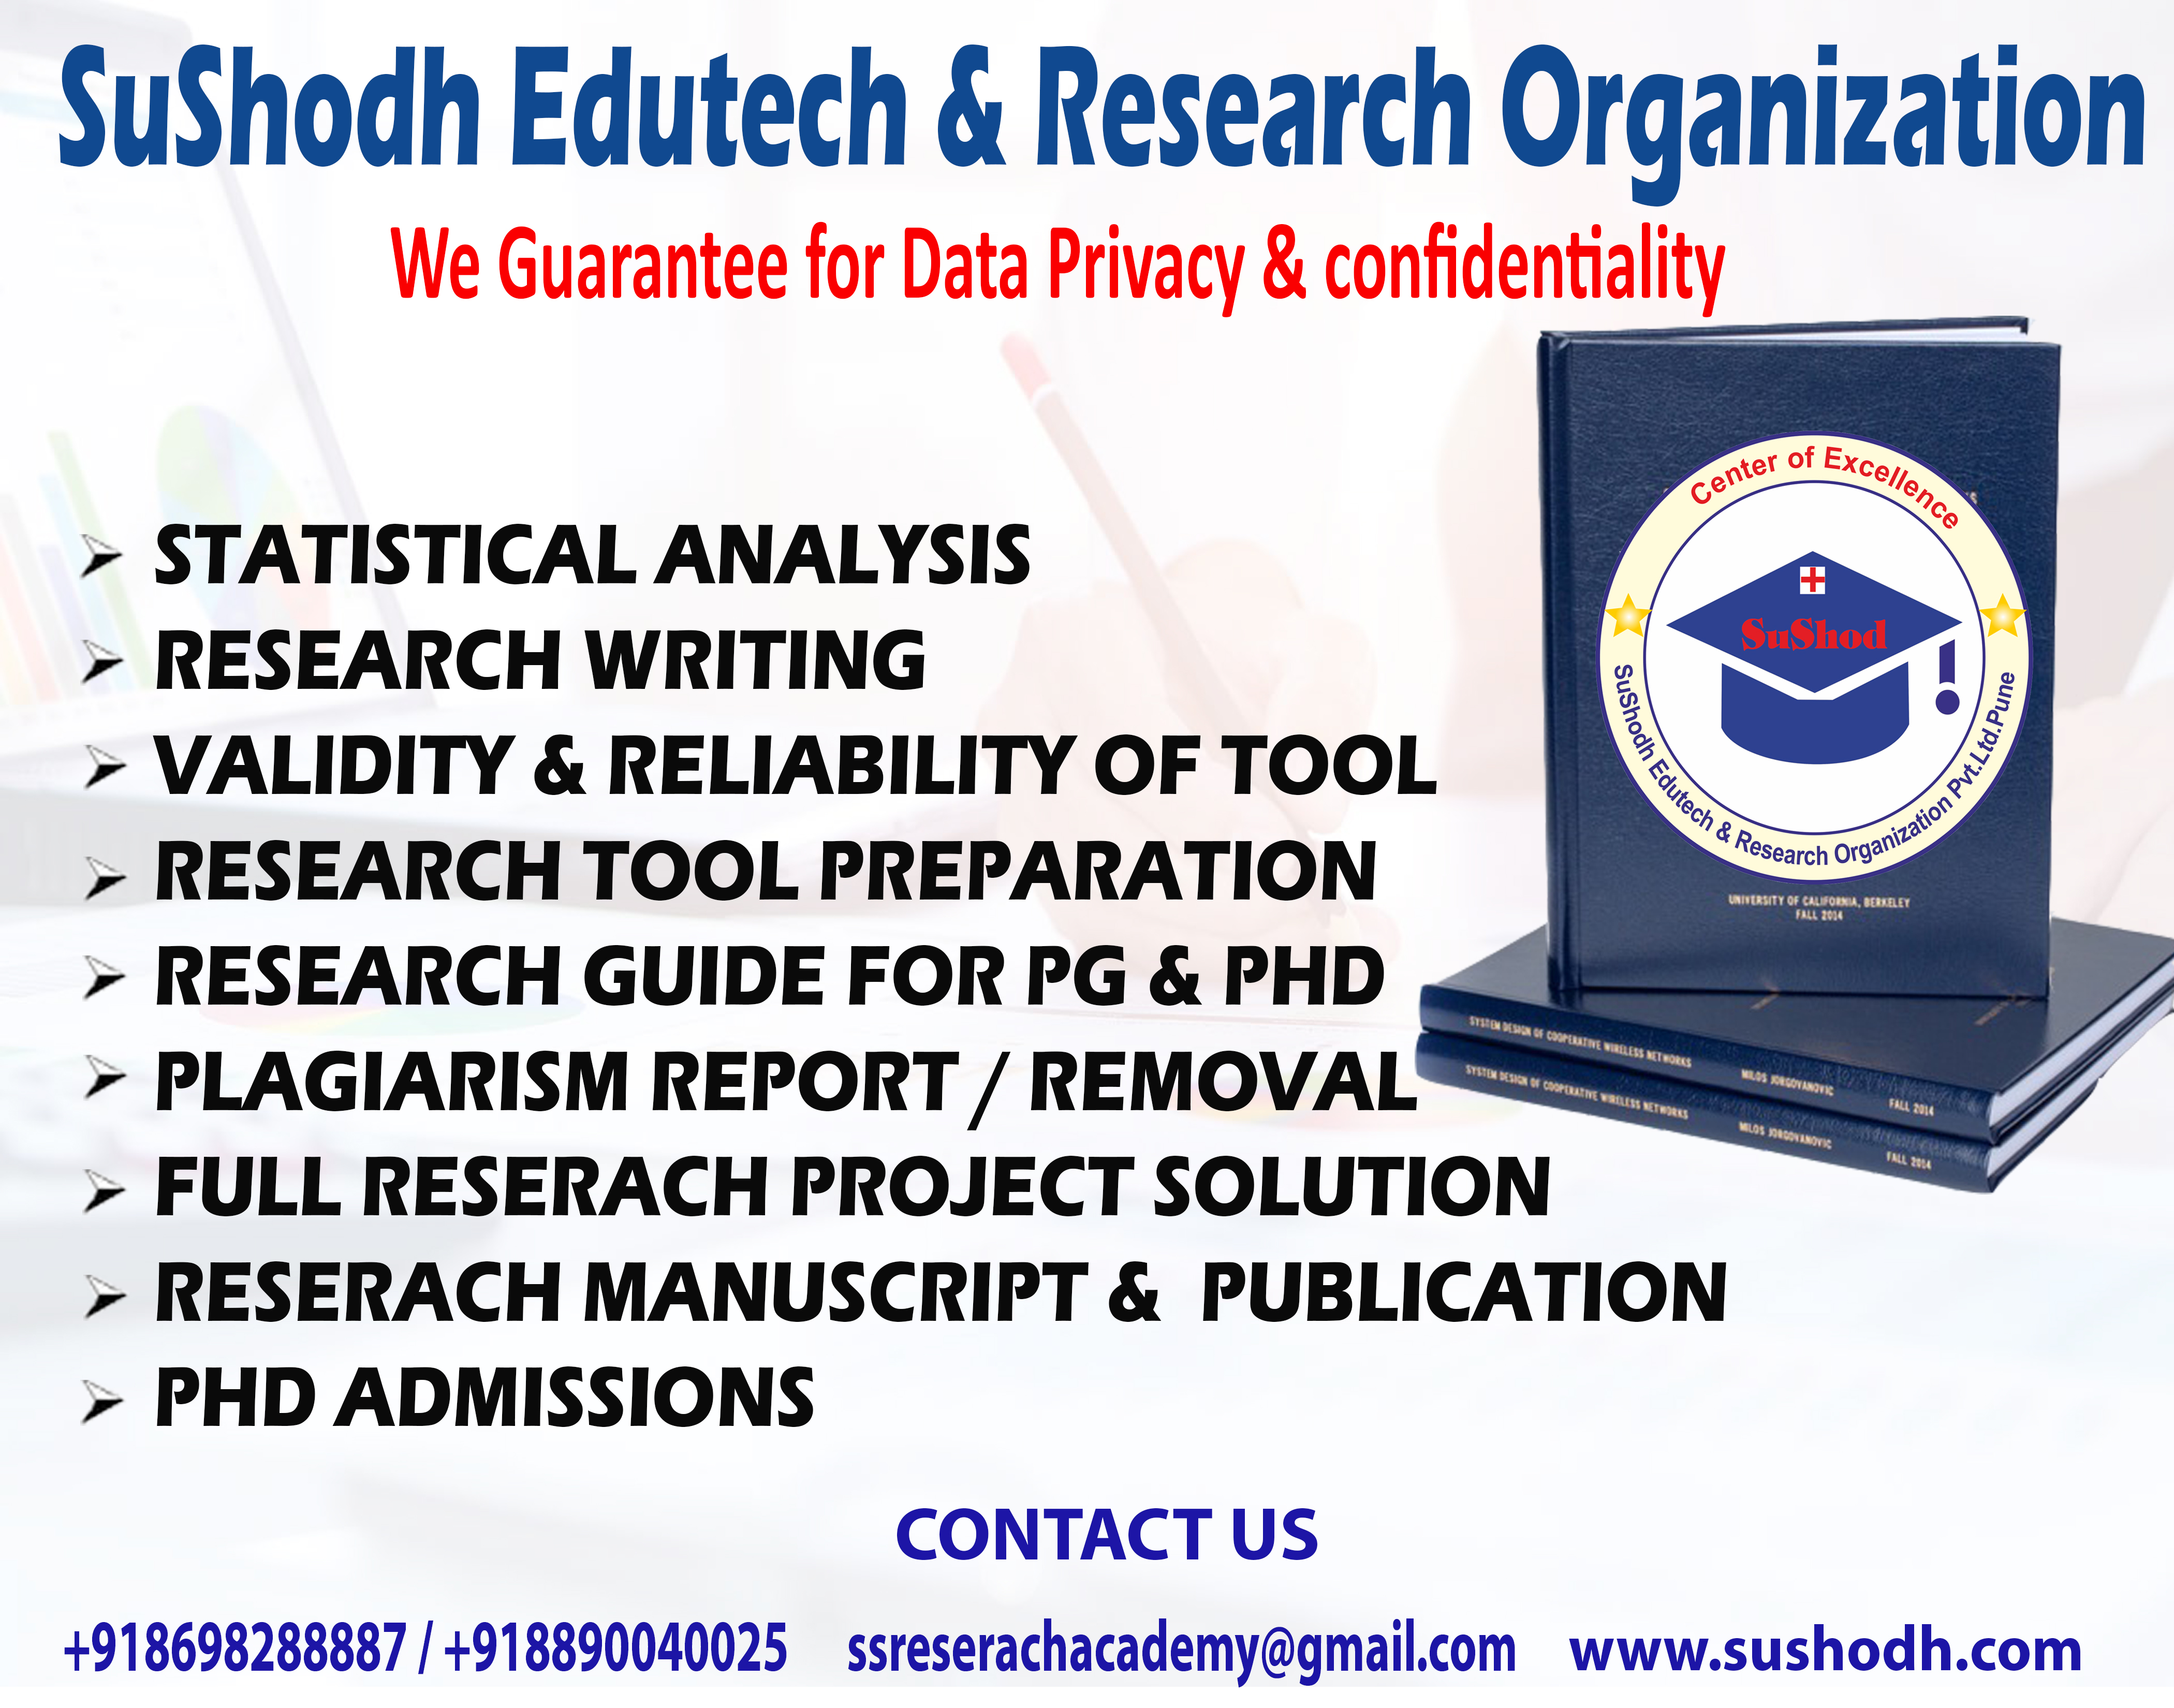 SuShodh Edutech & Research Organization
We Guarantee for Data Privacy & confidentiality
Center of Excellence
SuShod
SuShodh Edutech & Research Organization Pvt.Ltd.Pune
UNIVERSITY OF CALIFORNIA, BERKELEY
FALL 2014
SYSTEM DESIGN OF COOPERATIVE WIRELESS NETWORKS MILOS JORGOVANOVIC FALL 2014
SYSTEM DESIGN OF COOPERATIVE WIRELESS NETWORKS MILOS JORGOVANOVIC FALL 2014
➢ STATISTICAL ANALYSIS
➢ RESEARCH WRITING
➢ VALIDITY & RELIABILITY OF TOOL
➢ RESEARCH TOOL PREPARATION
➢ RESEARCH GUIDE FOR PG & PHD
➢ PLAGIARISM REPORT / REMOVAL
➢ FULL RESERACH PROJECT SOLUTION
➢ RESERACH MANUSCRIPT & PUBLICATION
➢ PHD ADMISSIONS
CONTACT US
+918698288887 / +918890040025 ssreserachacademy@gmail.com www.sushodh.com